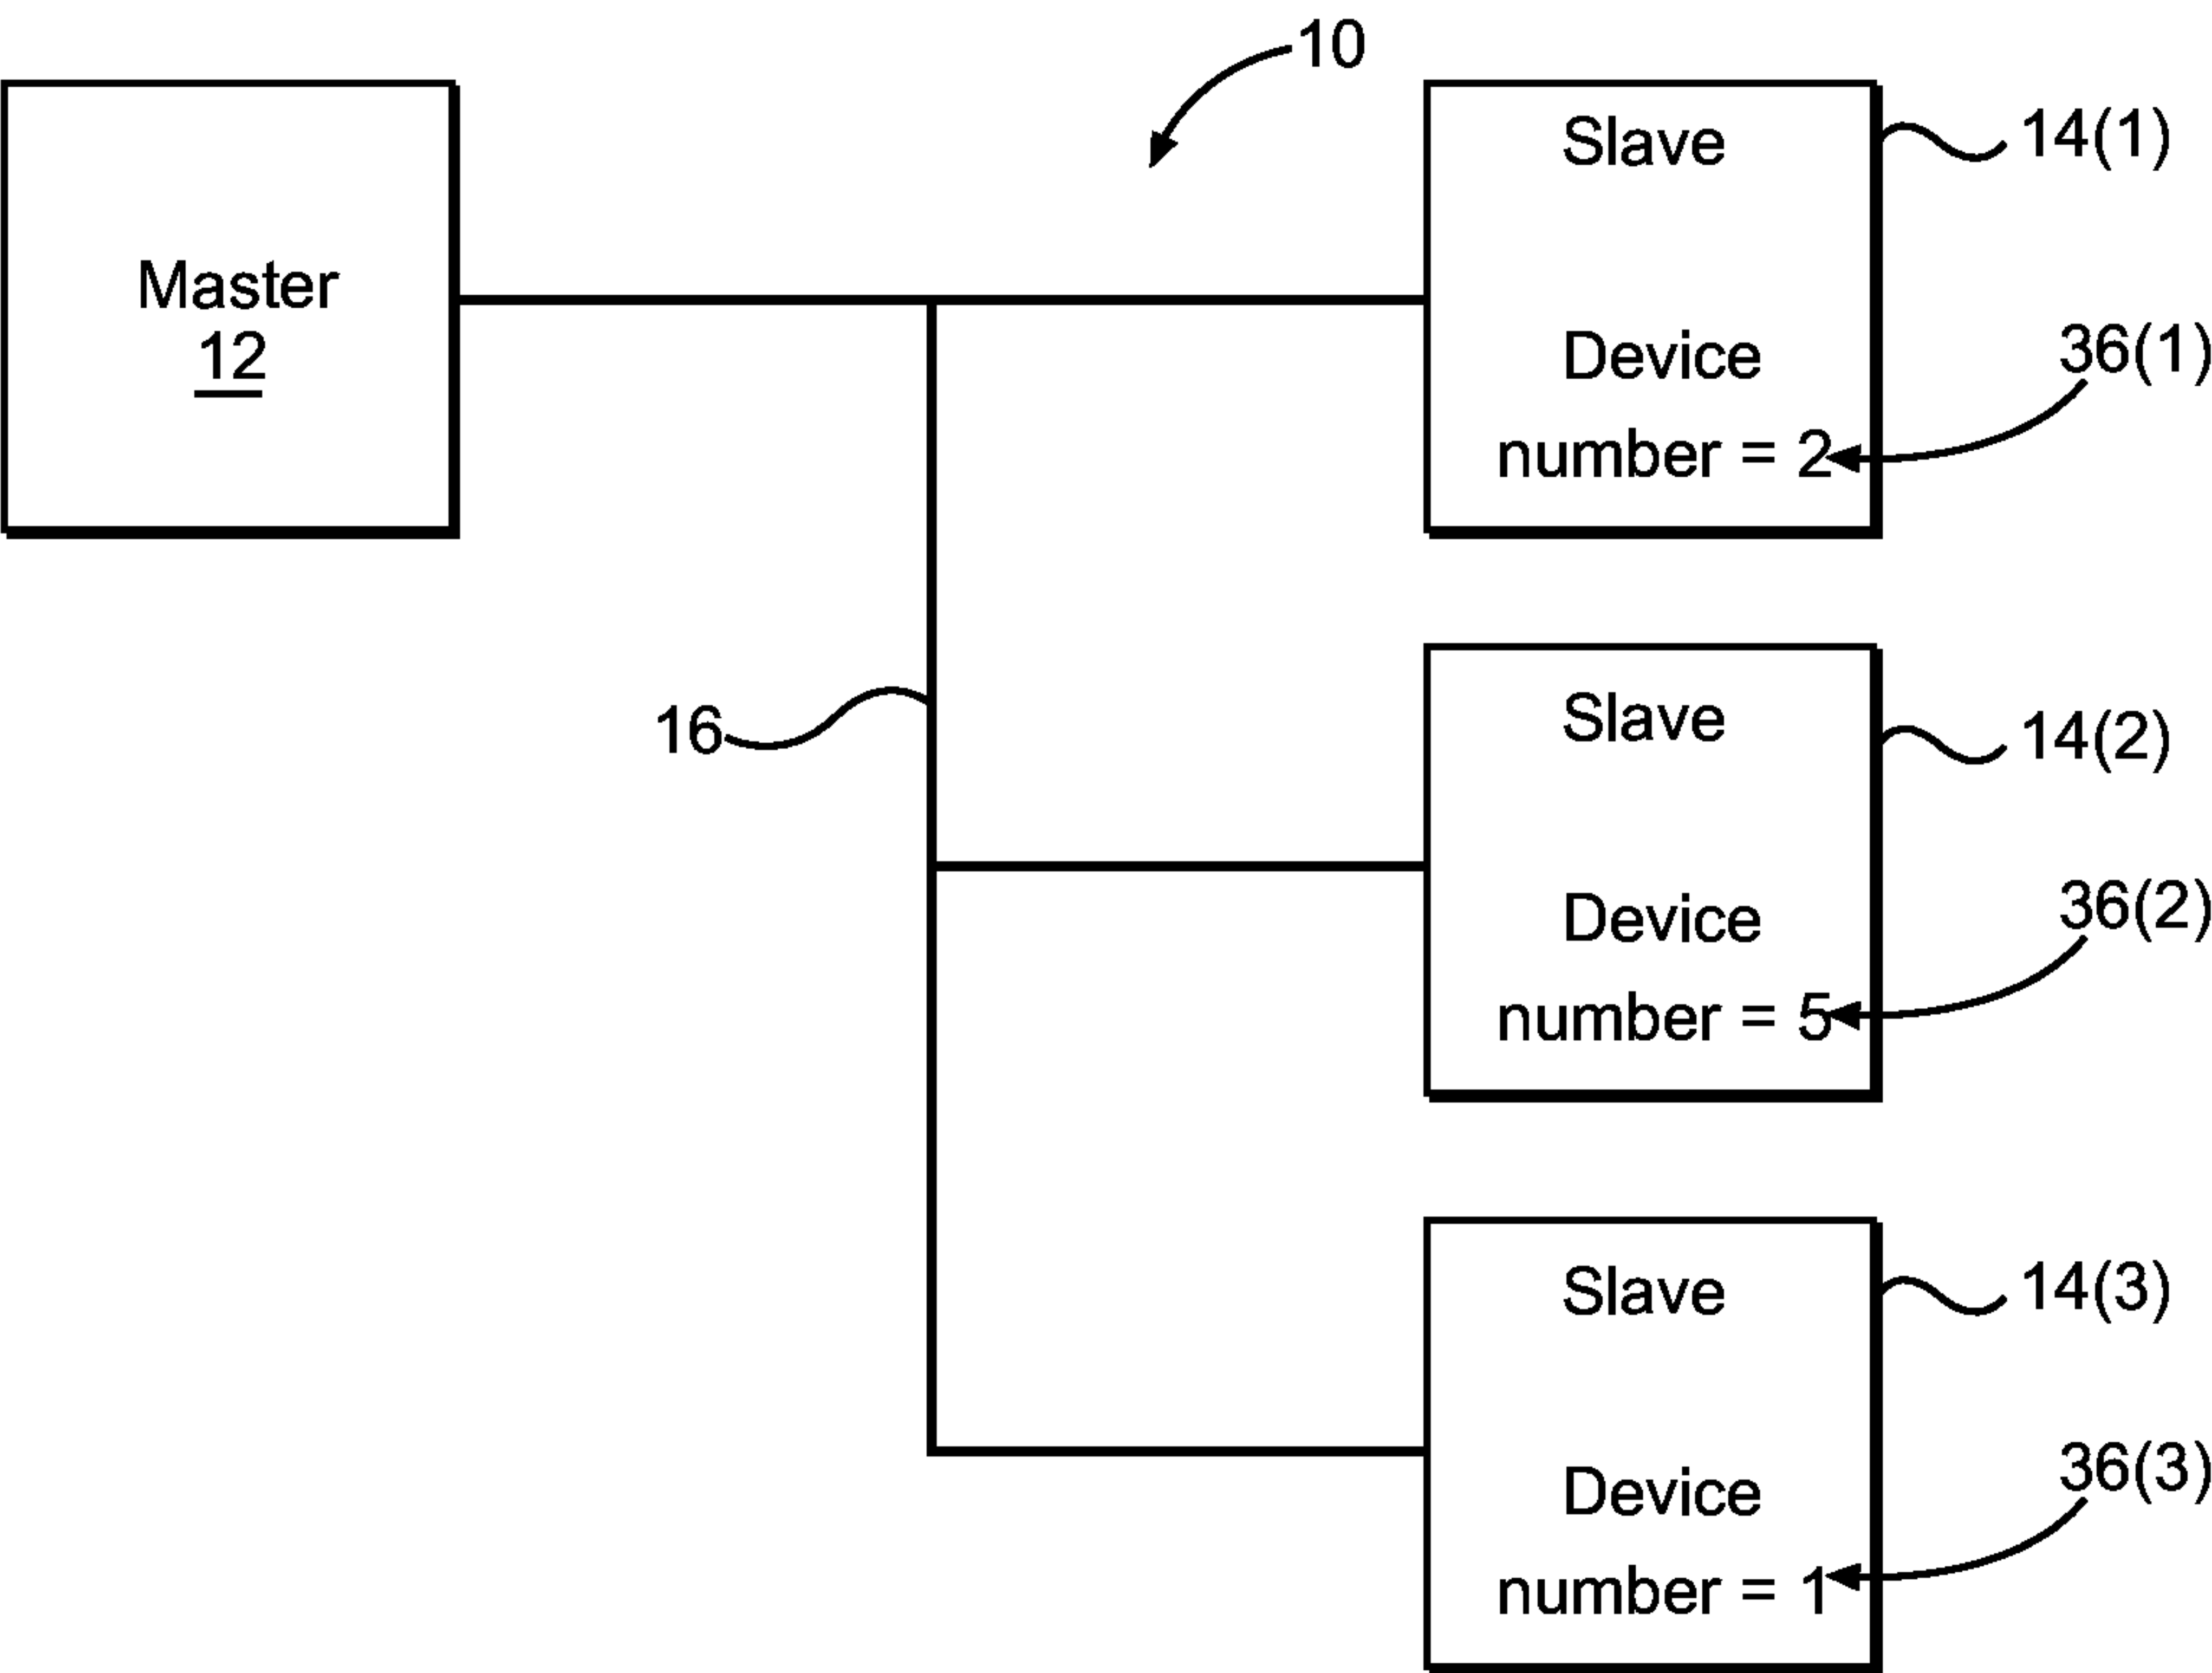 10
Master
12
Slave
14(1)
Device
number = 2
36(1)
16
Slave
14(2)
Device
number = 5
36(2)
Slave
14(3)
Device
number = 1
36(3)